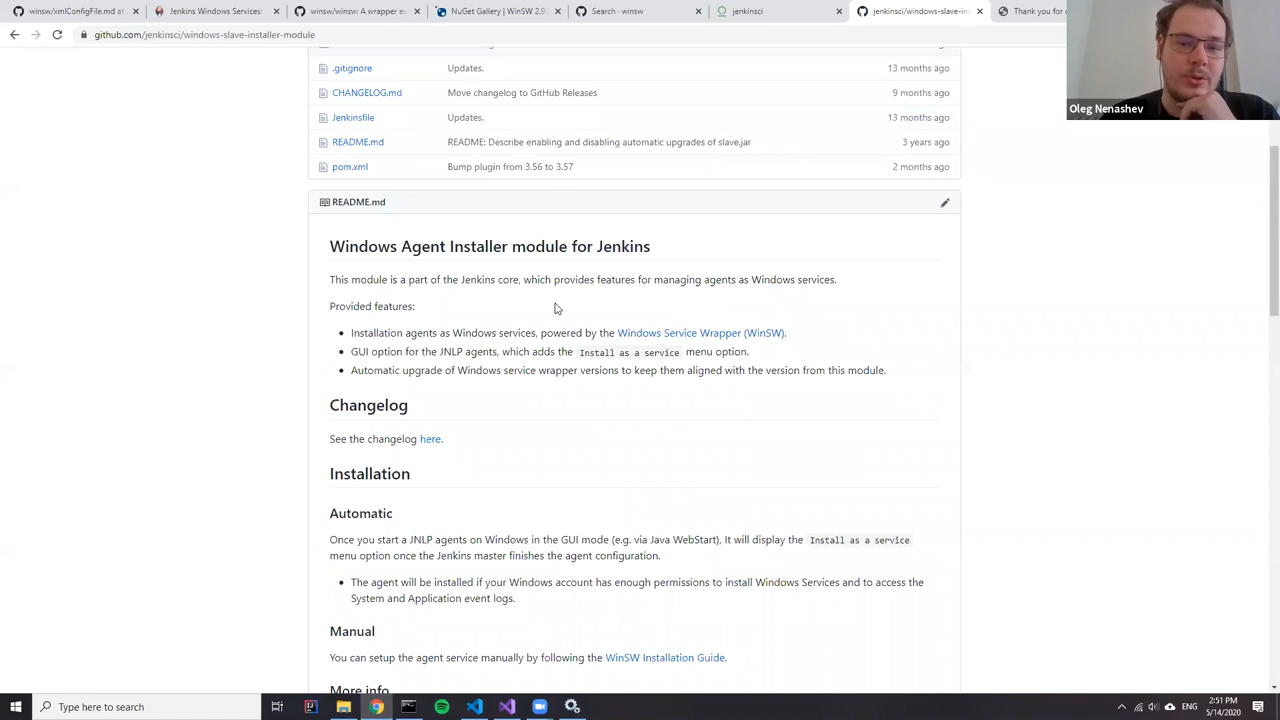 winsw/xmlConfigFile.md at
Jenkins Windows Services:
winsw/winsw: A wrapper ex
NuGet Gallery | WinSW 2.9
Search · winsw
jenkinsci
jenkinsci/windows-slave-in
Thank you for
github.com/jenkinsci/windows-slave-installer-module
Oleg Nenashev
.gitignore Updates. 13 months ago
CHANGELOG.md Move changelog to GitHub Releases 9 months ago
Jenkinsfile Updates. 13 months ago
README.md README: Describe enabling and disabling automatic upgrades of slave.jar 3 years ago
pom.xml Bump plugin from 3.56 to 3.57 2 months ago
README.md
Windows Agent Installer module for Jenkins
This module is a part of the Jenkins core, which provides features for managing agents as Windows services.
Provided features:
Installation agents as Windows services, powered by the Windows Service Wrapper (WinSW).
GUI option for the JNLP agents, which adds the Install as a service menu option.
Automatic upgrade of Windows service wrapper versions to keep them aligned with the version from this module.
Changelog
See the changelog here.
Installation
Automatic
Once you start a JNLP agents on Windows in the GUI mode (e.g. via Java WebStart), It will display the Install as a service
menu option once the Jenkins master finishes the agent configuration.
The agent will be installed if your Windows account has enough permissions to install Windows Services and to access the
System and Application event logs.
Manual
You can setup the agent service manually by following the WinSW Installation Guide.
More info
Type here to search
2:51 PM
5/14/2020